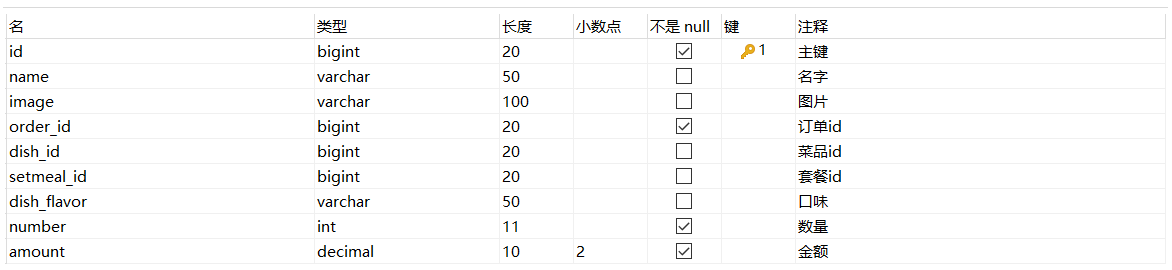 名 类型 长度 小数点 不是 null 键 注释
id bigint 20 1 主键
name varchar 50 名字
image varchar 100 图片
order_id bigint 20 订单id
dish_id bigint 20 菜品id
setmeal_id bigint 20 套餐id
dish_flavor varchar 50 口味
number int 11 数量
amount decimal 10 2 金额